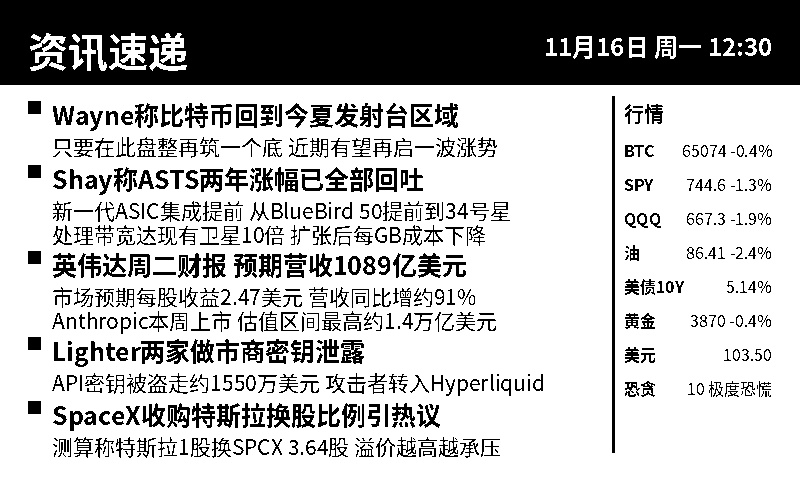 资讯速递
11月16日 周一 12:30
Wayne称比特币回到今夏发射台区域
只要在此盘整再筑一个底 近期有望再启一波涨势
Shay称ASTS两年涨幅已全部回吐
新一代ASIC集成提前 从BlueBird 50提前到34号星
处理带宽达现有卫星10倍 扩张后每GB成本下降
英伟达周二财报 预期营收1089亿美元
市场预期每股收益2.47美元 营收同比增约91%
Anthropic本周上市 估值区间最高约1.4万亿美元
Lighter两家做市商密钥泄露
API密钥被盗走约1550万美元 攻击者转入Hyperliquid
SpaceX收购特斯拉换股比例引热议
测算称特斯拉1股换SPCX 3.64股 溢价越高越承压
行情
BTC 65074 -0.4%
SPY 744.6 -1.3%
QQQ 667.3 -1.9%
油 86.41 -2.4%
美债10Y 5.14%
黄金 3870 -0.4%
美元 103.50
恐贪 10 极度恐慌